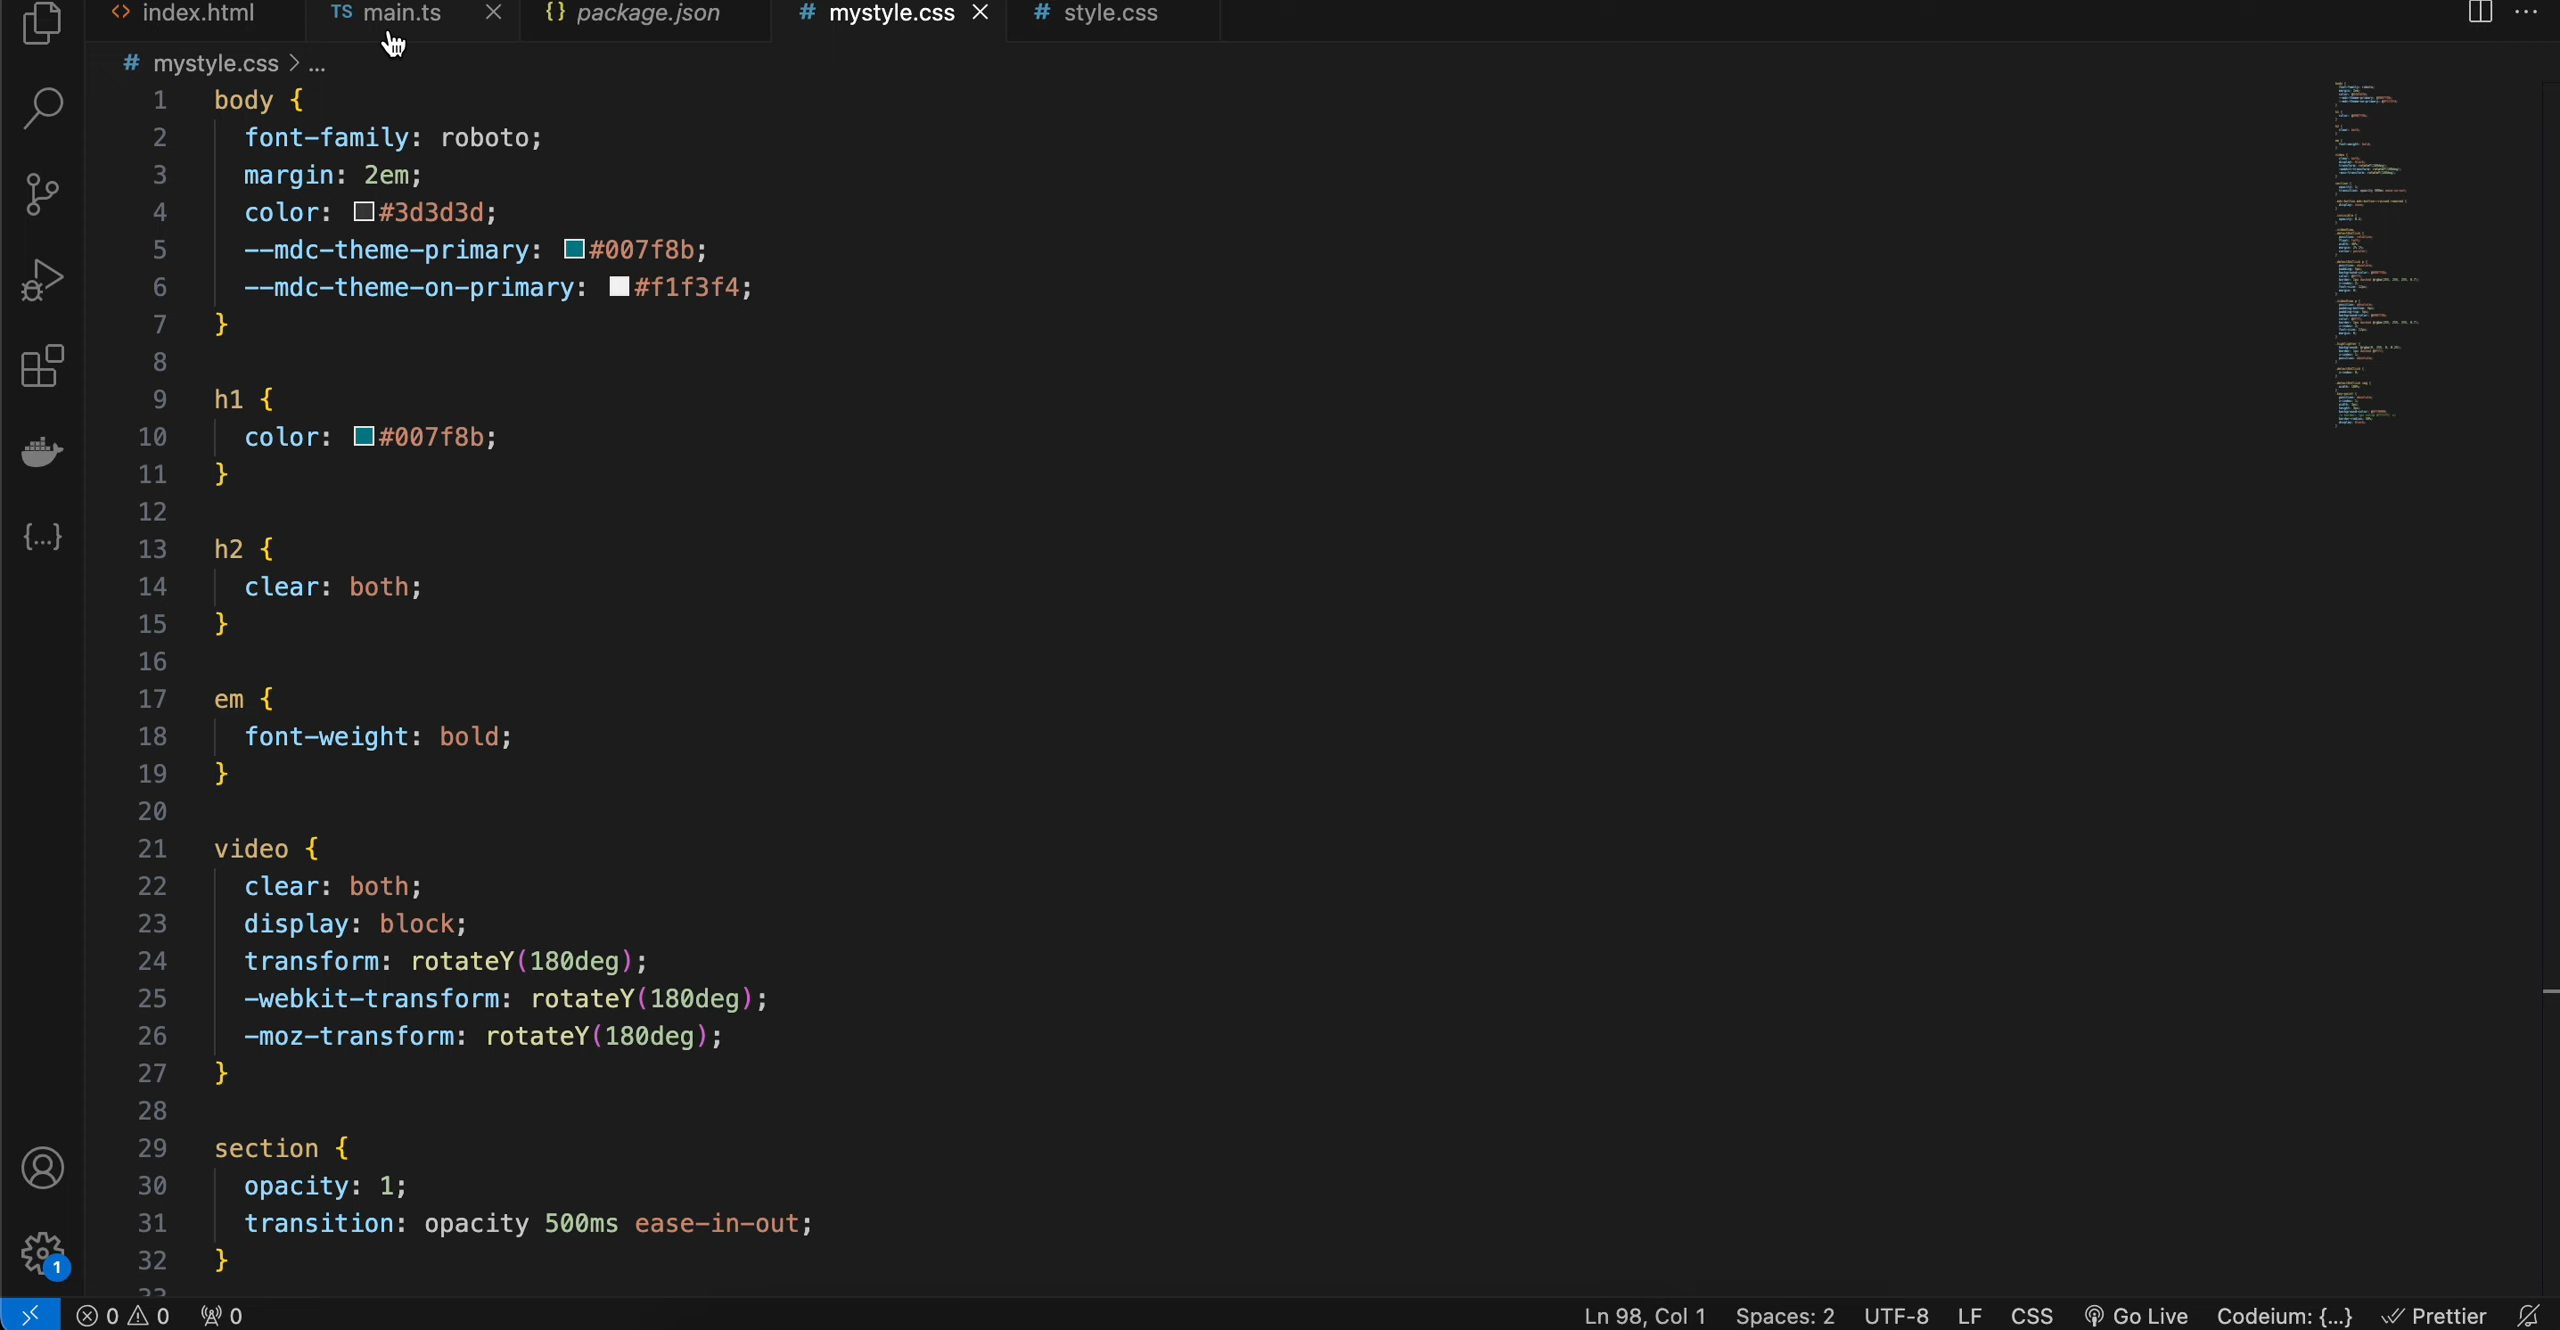 <> index.html TS main.ts {} package.json # mystyle.css # style.css
# mystyle.css > ...
1 body {
2 font-family: roboto;
3 margin: 2em;
4 color: #3d3d3d;
5 --mdc-theme-primary: #007f8b;
6 --mdc-theme-on-primary: #f1f3f4;
7 }
8
9 h1 {
10 color: #007f8b;
11 }
12
13 h2 {
14 clear: both;
15 }
16
17 em {
18 font-weight: bold;
19 }
20
21 video {
22 clear: both;
23 display: block;
24 transform: rotateY(180deg);
25 -webkit-transform: rotateY(180deg);
26 -moz-transform: rotateY(180deg);
27 }
28
29 section {
30 opacity: 1;
31 transition: opacity 500ms ease-in-out;
32 }
{...}
1
0 0 0 Ln 98, Col 1 Spaces: 2 UTF-8 LF CSS Go Live Codeium: {...} Prettier